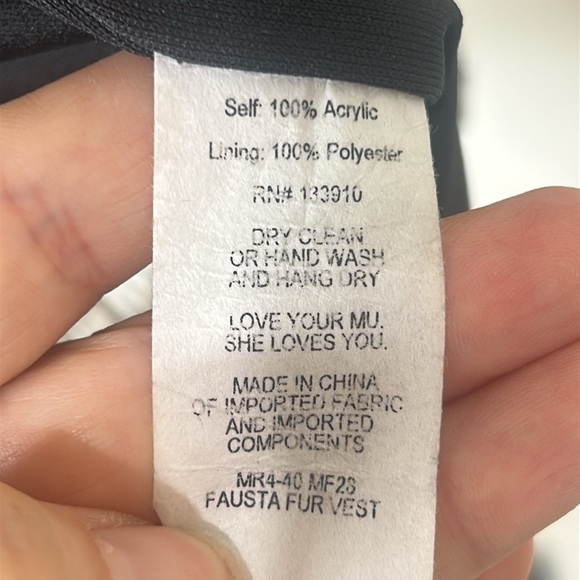 Self: 100% Acrylic
Lining: 100% Polyester
RN# 133910
DRY CLEAN
OR HAND WASH
AND HANG DRY
LOVE YOUR MU.
SHE LOVES YOU.
MADE IN CHINA
OF IMPORTED FABRIC
AND IMPORTED
COMPONENTS
MR4-40 MF23
FAUSTA FUR VEST